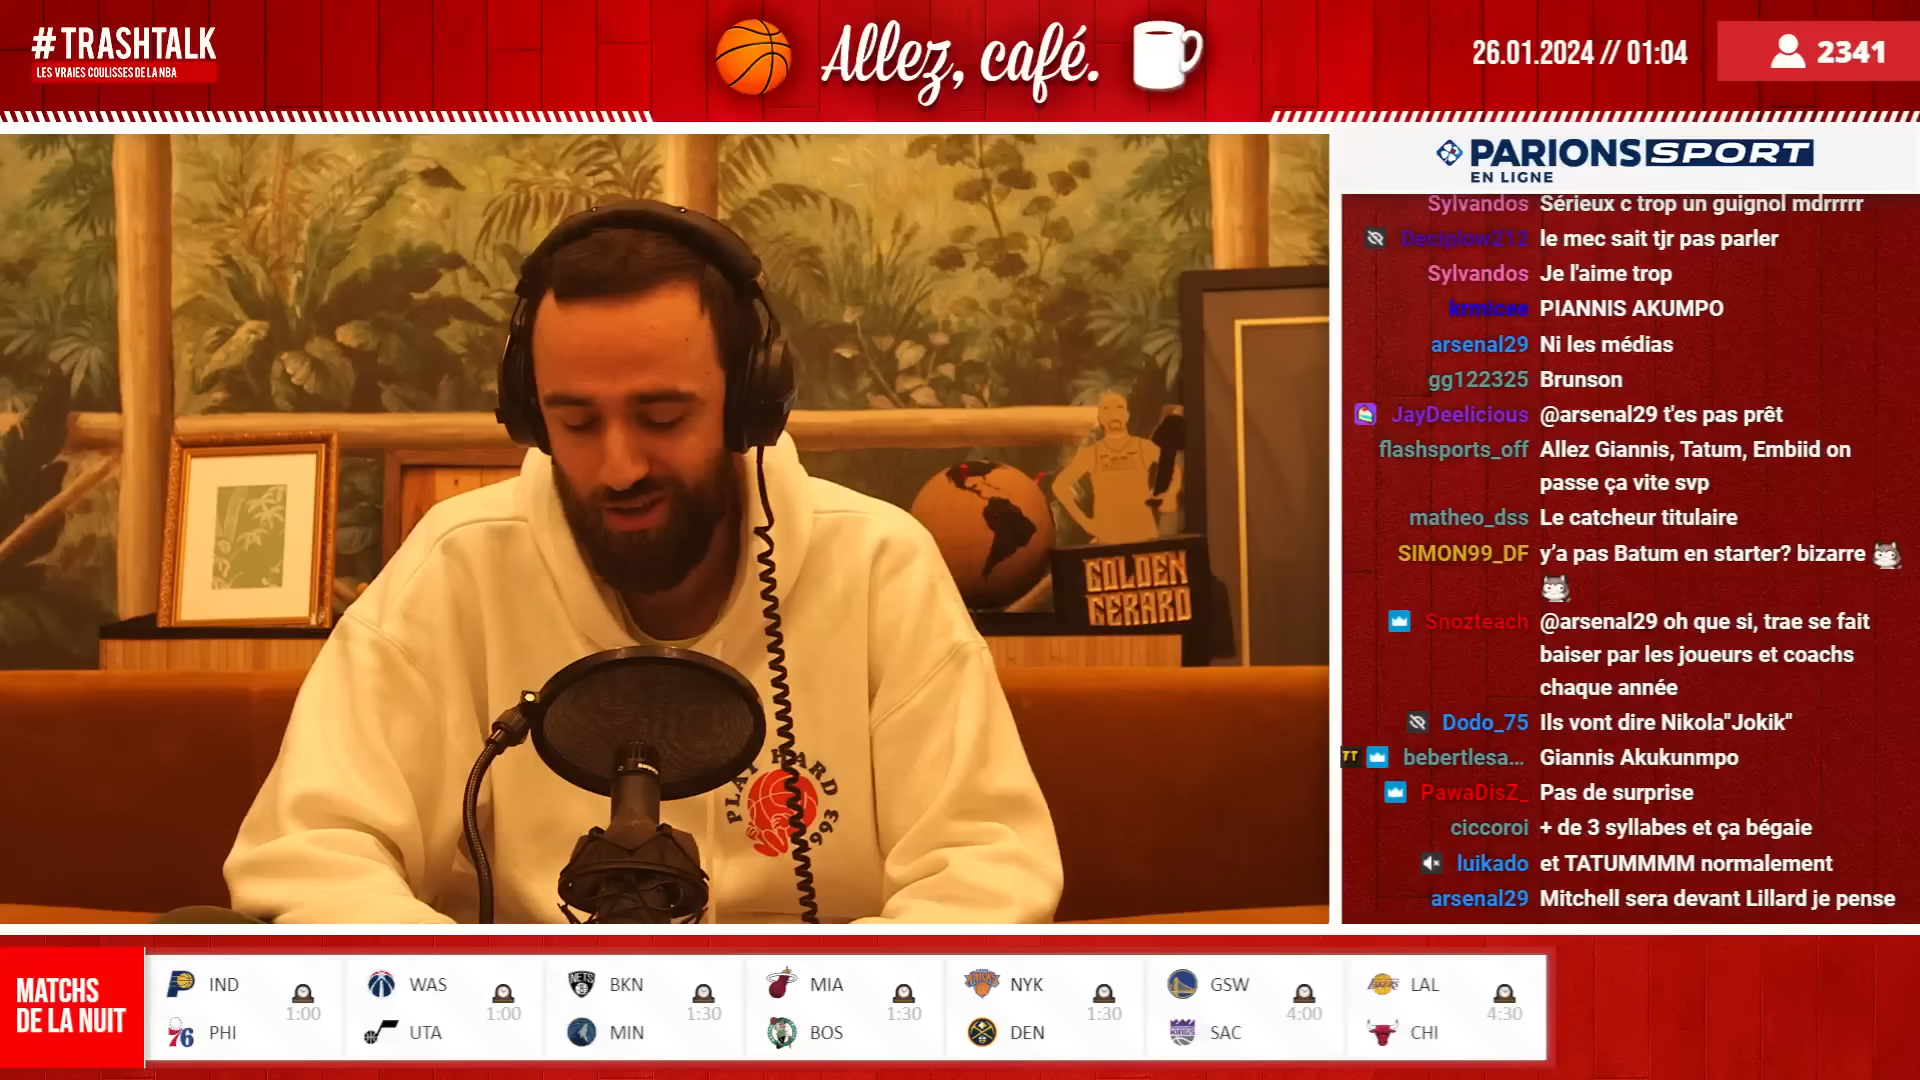 #TRASHTALK
LES VRAIES COULISSES DE LA NBA
Allez, café.
26.01.2024 // 01:04
2341
PARIONS SPORT
EN LIGNE
Sylvandos Sérieux c trop un guignol mdrrrrr
Deciplow212 le mec sait tjr pas parler
Sylvandos Je l'aime trop
krmicee PIANNIS AKUMPO
arsenal29 Ni les médias
gg122325 Brunson
JayDeelicious @arsenal29 t'es pas prêt
flashsports_off Allez Giannis, Tatum, Embiid on
passe ça vite svp
matheo_dss Le catcheur titulaire
SIMON99_DF y'a pas Batum en starter? bizarre
Snozteach @arsenal29 oh que si, trae se fait
baiser par les joueurs et coachs
chaque année
Dodo_75 Ils vont dire Nikola"Jokik"
TT bebertlesa... Giannis Akukunmpo
PawaDisZ_ Pas de surprise
ciccoroi + de 3 syllabes et ça bégaie
luikado et TATUMMMM normalement
arsenal29 Mitchell sera devant Lillard je pense
GOLDEN
GERARD
PLAY HARD
993
MATCHS
DE LA NUIT
IND
PHI
1:00
WAS
UTA
1:00
BKN
MIN
1:30
MIA
BOS
1:30
NYK
DEN
1:30
GSW
SAC
4:00
LAL
CHI
4:30